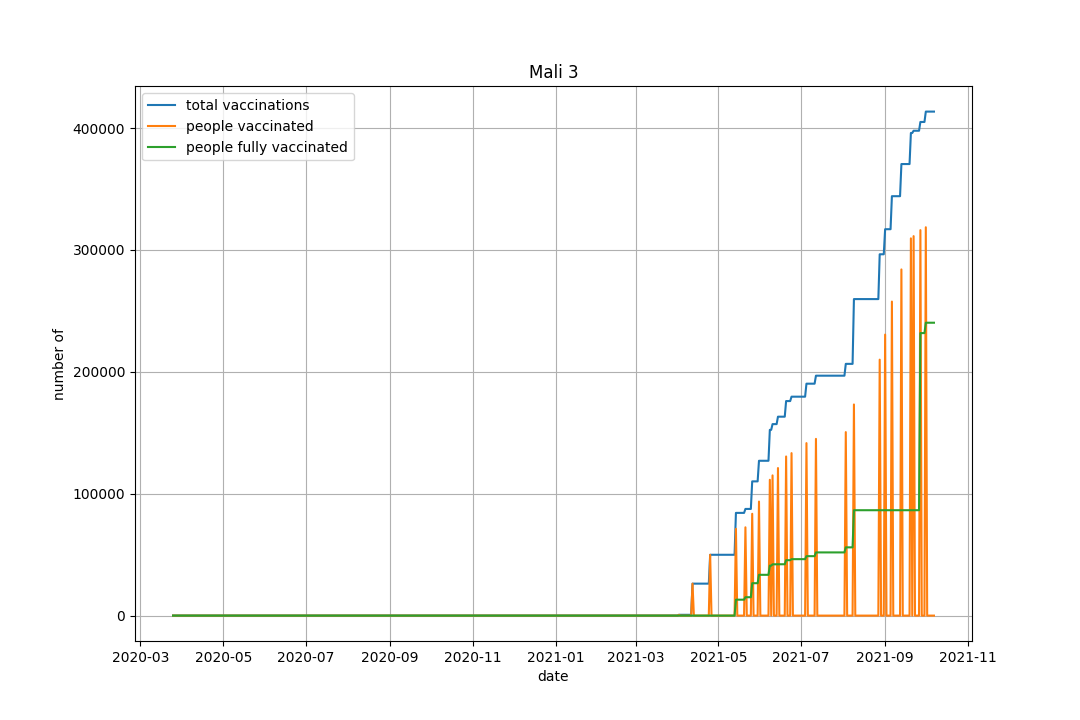 Mali 3
total vaccinations
people vaccinated
people fully vaccinated
number of
400000
300000
200000
100000
0
2020-03 2020-05 2020-07 2020-09 2020-11 2021-01 2021-03 2021-05 2021-07 2021-09 2021-11
date